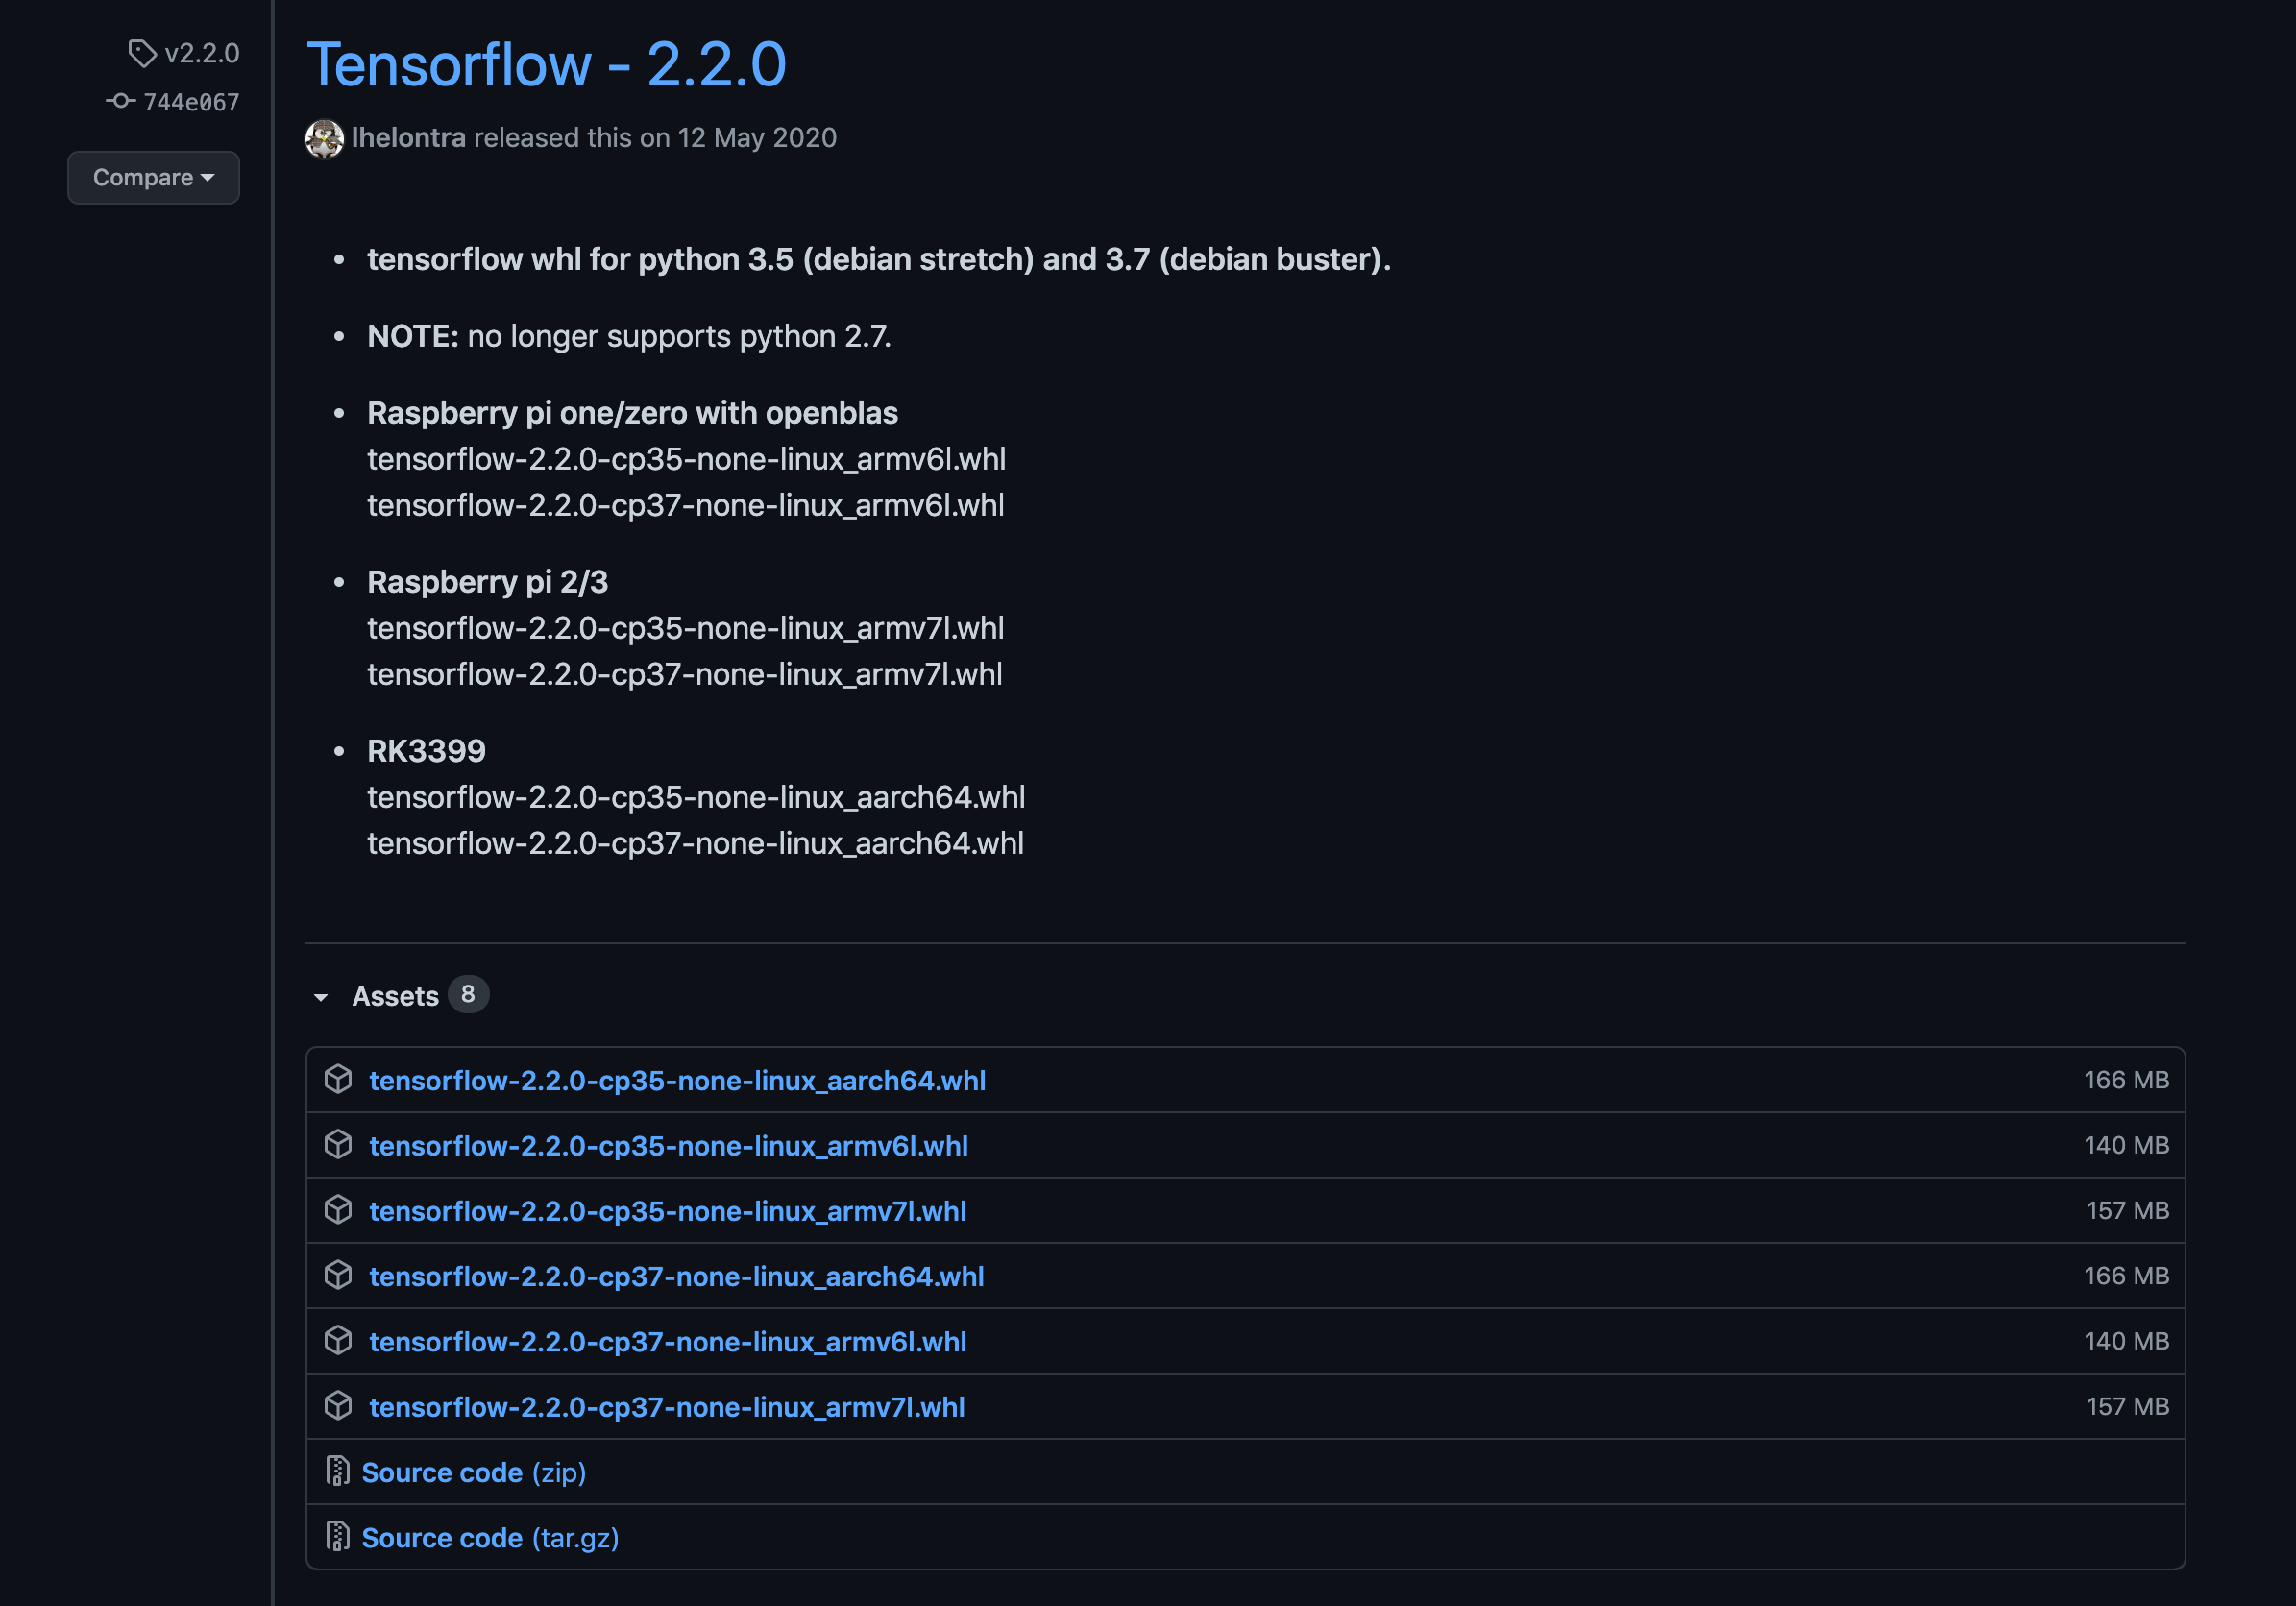 v2.2.0
744e067
Compare
Tensorflow - 2.2.0
lhelontra released this on 12 May 2020
tensorflow whl for python 3.5 (debian stretch) and 3.7 (debian buster).
NOTE: no longer supports python 2.7.
Raspberry pi one/zero with openblas
tensorflow-2.2.0-cp35-none-linux_armv6l.whl
tensorflow-2.2.0-cp37-none-linux_armv6l.whl
Raspberry pi 2/3
tensorflow-2.2.0-cp35-none-linux_armv7l.whl
tensorflow-2.2.0-cp37-none-linux_armv7l.whl
RK3399
tensorflow-2.2.0-cp35-none-linux_aarch64.whl
tensorflow-2.2.0-cp37-none-linux_aarch64.whl
Assets 8
tensorflow-2.2.0-cp35-none-linux_aarch64.whl 166 MB
tensorflow-2.2.0-cp35-none-linux_armv6l.whl 140 MB
tensorflow-2.2.0-cp35-none-linux_armv7l.whl 157 MB
tensorflow-2.2.0-cp37-none-linux_aarch64.whl 166 MB
tensorflow-2.2.0-cp37-none-linux_armv6l.whl 140 MB
tensorflow-2.2.0-cp37-none-linux_armv7l.whl 157 MB
Source code (zip)
Source code (tar.gz)